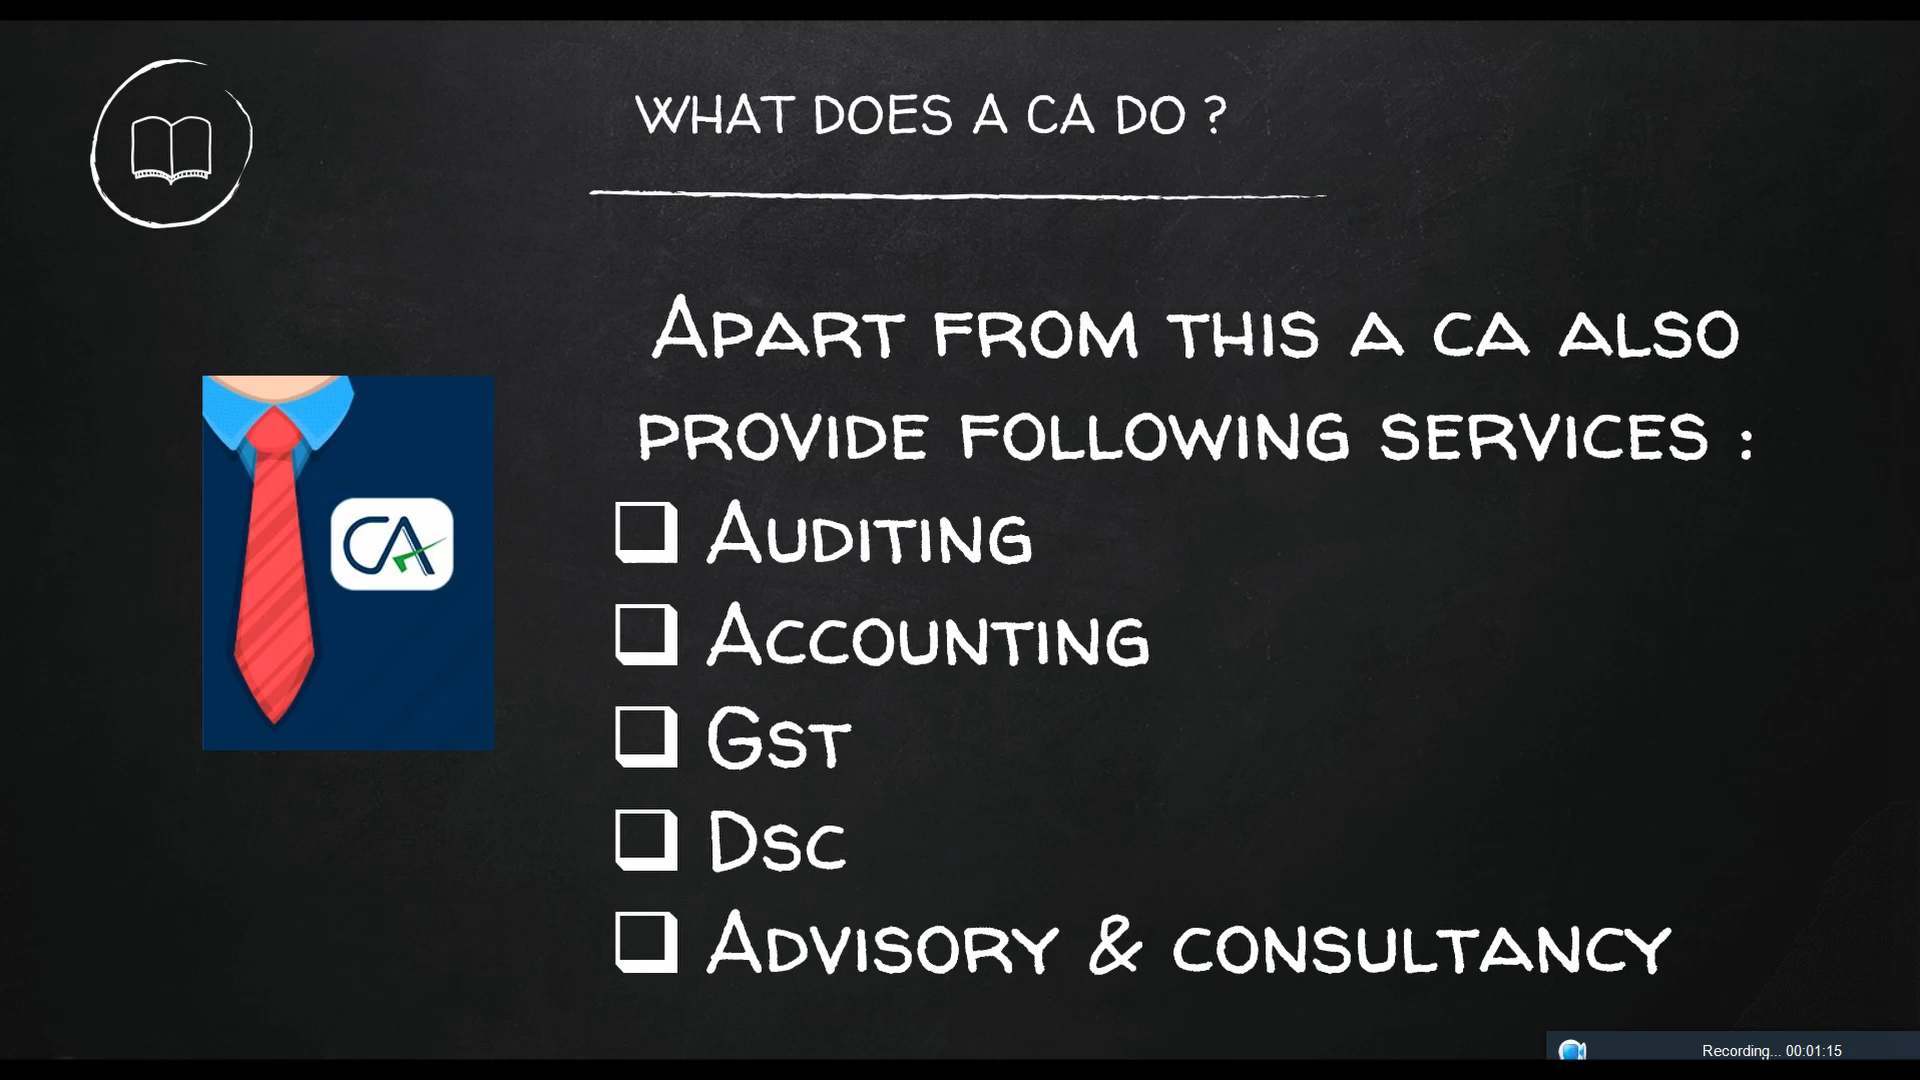 WHAT DOES A CA DO ?
APART FROM THIS A CA ALSO
PROVIDE FOLLOWING SERVICES :
❑ AUDITING
❑ ACCOUNTING
❑ GST
❑ DSC
❑ ADVISORY & CONSULTANCY
CA
Recording... 00:01:15